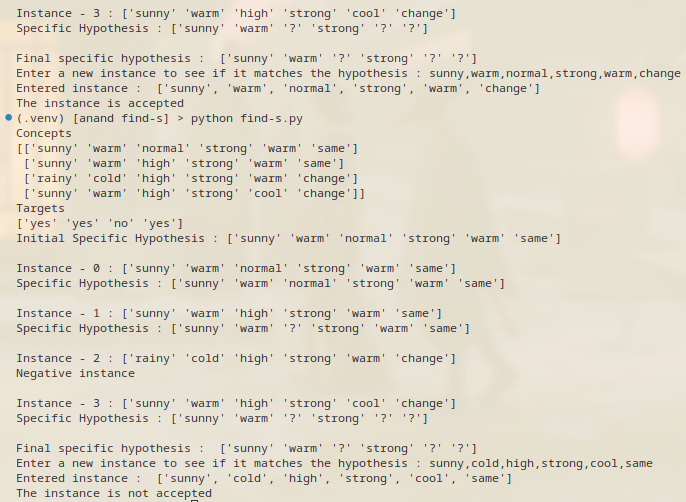 Instance - 3 : ['sunny' 'warm' 'high' 'strong' 'cool' 'change']
Specific Hypothesis : ['sunny' 'warm' '?' 'strong' '?' '?']
Final specific hypothesis :  ['sunny' 'warm' '?' 'strong' '?' '?']
Enter a new instance to see if it matches the hypothesis : sunny,warm,normal,strong,warm,change
Entered instance :  ['sunny', 'warm', 'normal', 'strong', 'warm', 'change']
The instance is accepted
(.venv) [anand find-s] > python find-s.py
Concepts
[['sunny' 'warm' 'normal' 'strong' 'warm' 'same']
 ['sunny' 'warm' 'high' 'strong' 'warm' 'same']
 ['rainy' 'cold' 'high' 'strong' 'warm' 'change']
 ['sunny' 'warm' 'high' 'strong' 'cool' 'change']]
Targets
['yes' 'yes' 'no' 'yes']
Initial Specific Hypothesis : ['sunny' 'warm' 'normal' 'strong' 'warm' 'same']
Instance - 0 : ['sunny' 'warm' 'normal' 'strong' 'warm' 'same']
Specific Hypothesis : ['sunny' 'warm' 'normal' 'strong' 'warm' 'same']
Instance - 1 : ['sunny' 'warm' 'high' 'strong' 'warm' 'same']
Specific Hypothesis : ['sunny' 'warm' '?' 'strong' 'warm' 'same']
Instance - 2 : ['rainy' 'cold' 'high' 'strong' 'warm' 'change']
Negative instance
Instance - 3 : ['sunny' 'warm' 'high' 'strong' 'cool' 'change']
Specific Hypothesis : ['sunny' 'warm' '?' 'strong' '?' '?']
Final specific hypothesis :  ['sunny' 'warm' '?' 'strong' '?' '?']
Enter a new instance to see if it matches the hypothesis : sunny,cold,high,strong,cool,same
Entered instance :  ['sunny', 'cold', 'high', 'strong', 'cool', 'same']
The instance is not accepted